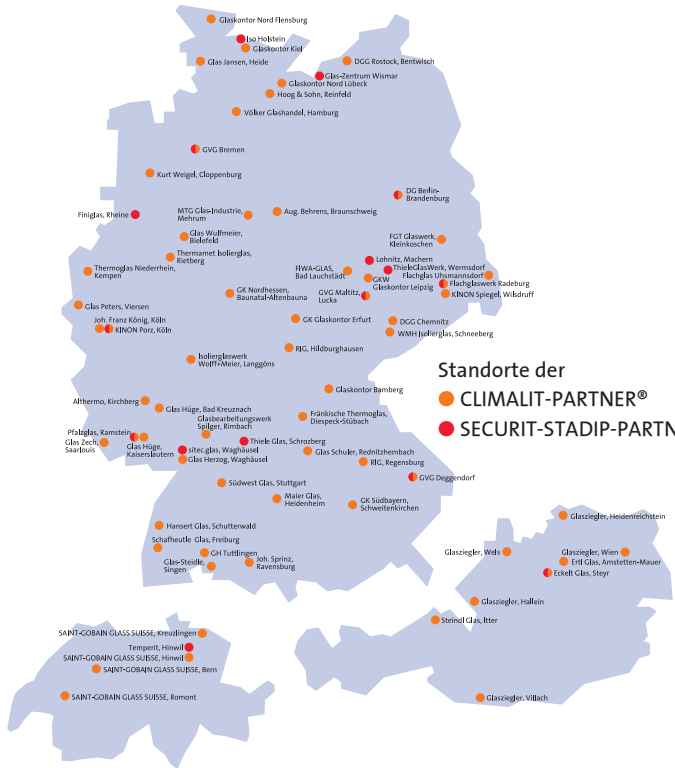 Glaskontor Nord Flensburg
Iso Holstein
Glaskontor Kiel
Glas Jansen, Heide
DGG Rostock, Bentwisch
Glas-Zentrum Wismar
Glaskontor Nord Lübeck
Hoog & Sohn, Reinfeld
Völker Glashandel, Hamburg
GVG Bremen
Kurt Weigel, Cloppenburg
DG Berlin-
Brandenburg
Finiglas, Rheine
MTG Glas-Industrie,
Mehrum
Aug. Behrens, Braunschweig
Glas Wulfmeier,
Bielefeld
FGT Glaswerk,
Kleinkoschen
Thermamet Isolierglas,
Rietberg
Lohnitz, Machern
ThieleGlasWerk, Wermsdorf
Thermoglas Niederrhein,
Kempen
FIWA-GLAS,
Bad Lauchstädt
GKW
Glaskontor Leipzig
Flachglas Uhsmannsdorf
Flachglaswerk Radeburg
KINON Spiegel, Wilsdruff
GK Nordhessen,
Baunatal-Altenbauna
GVG Maltitz,
Lucka
Glas Peters, Viersen
Joh. Franz König, Köln
KINON Porz, Köln
GK Glaskontor Erfurt
DGG Chemnitz
WMH Isolierglas, Schneeberg
RIG, Hildburghausen
Isolierglaswerk
Wolff+Meier, Langgöns
Standorte der
CLIMALIT-PARTNER®
SECURIT-STADIP-PARTN
Glaskontor Bamberg
Althermo, Kirchberg
Glas Hüge, Bad Kreuznach
Glasbearbeitungswerk
Spilger, Rimbach
Fränkische Thermoglas,
Diespeck-Stübach
Pfalzglas, Ramstein
Glas Zech,
Saarlouis
Glas Hüge,
Kaiserslautern
Thiele Glas, Schrozberg
sitec.glas, Waghäusel
Glas Herzog, Waghäusel
Glas Schuler, Rednitzhembach
RIG, Regensburg
GVG Deggendorf
Südwest Glas, Stuttgart
Maier Glas,
Heidenheim
GK Südbayern,
Schweitenkirchen
Hansert Glas, Schutterwald
Schafheutle Glas, Freiburg
GH Tuttlingen
Glas-Steidle,
Singen
Joh. Sprinz,
Ravensburg
Glasziegler, Heidenreichstein
Glasziegler, Wels
Glasziegler, Wien
Ertl Glas, Amstetten-Mauer
Eckelt Glas, Steyr
Glasziegler, Hallein
Steindl Glas, Itter
Glasziegler, Villach
SAINT-GOBAIN GLASS SUISSE, Kreuzlingen
Temperit, Hinwil
SAINT-GOBAIN GLASS SUISSE, Hinwil
SAINT-GOBAIN GLASS SUISSE, Bern
SAINT-GOBAIN GLASS SUISSE, Romont